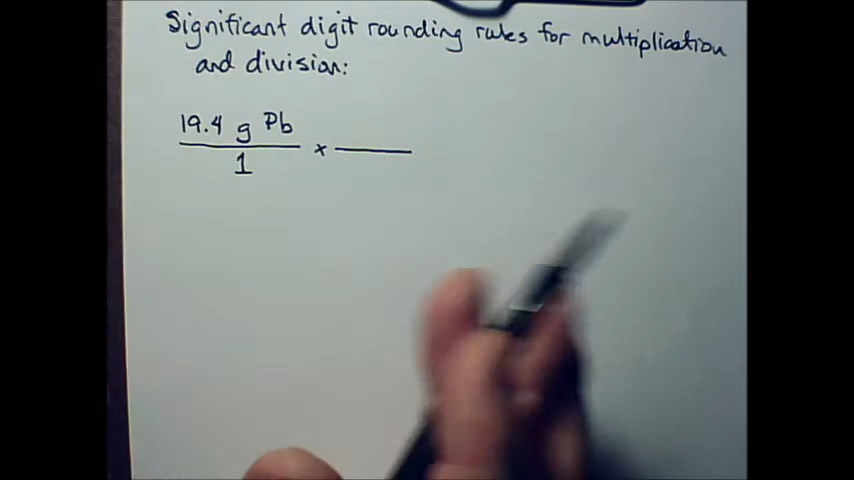 Significant digit rounding rules for multiplication
and division:
19.4 g Pb
×
1